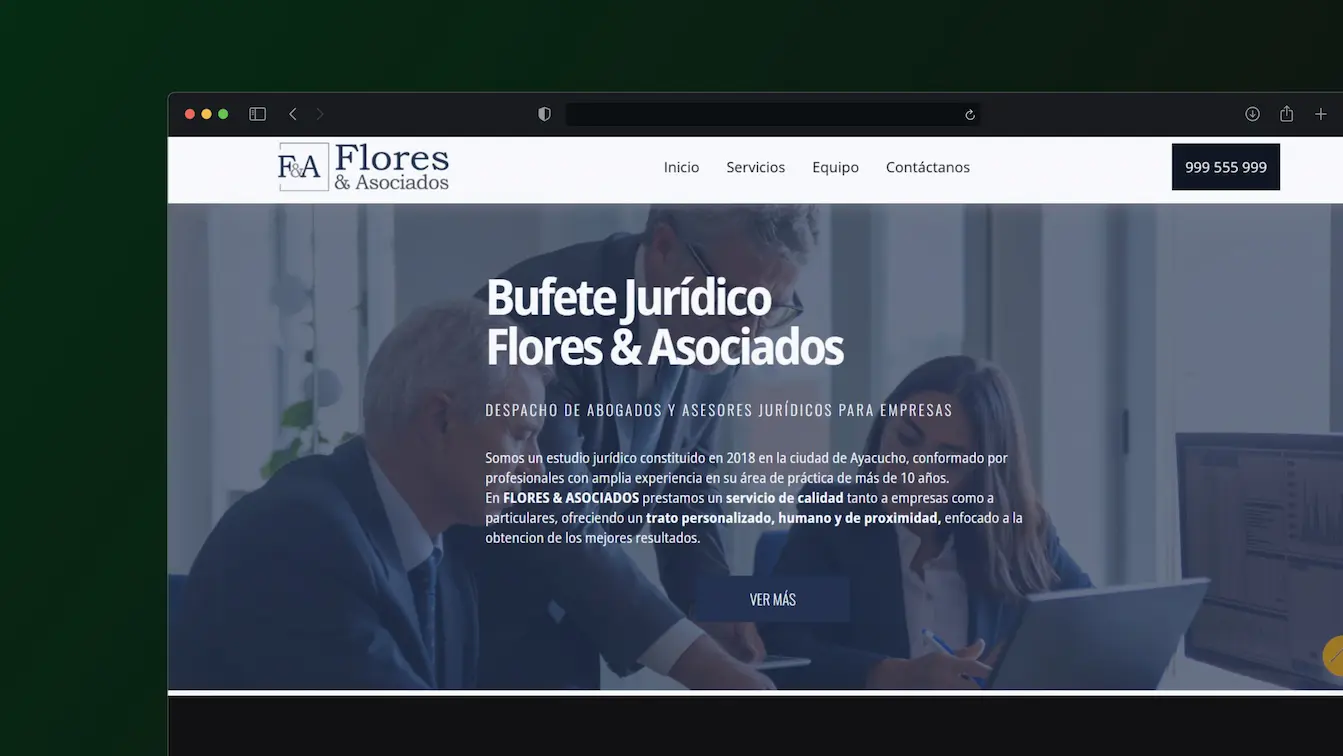 F&A Flores
& Asociados
Inicio Servicios Equipo Contáctanos
999 555 999
Bufete Jurídico
Flores & Asociados
DESPACHO DE ABOGADOS Y ASESORES JURÍDICOS PARA EMPRESAS
Somos un estudio jurídico constituido en 2018 en la ciudad de Ayacucho, conformado por
profesionales con amplia experiencia en su área de práctica de más de 10 años.
En FLORES & ASOCIADOS prestamos un servicio de calidad tanto a empresas como a
particulares, ofreciendo un trato personalizado, humano y de proximidad, enfocado a la
obtencion de los mejores resultados.
VER MÁS